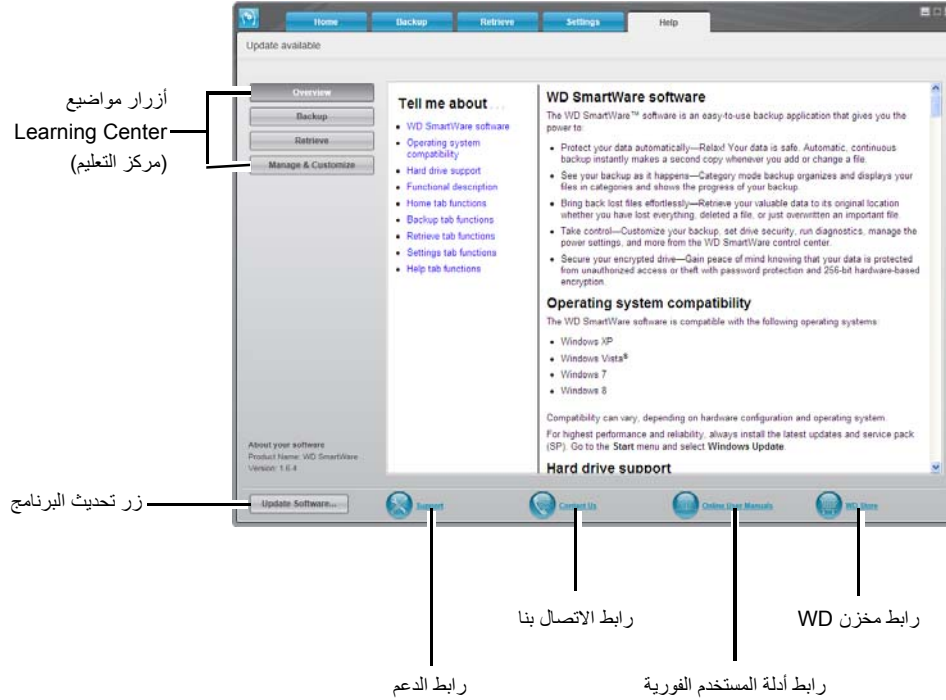 Home
Backup
Retrieve
Settings
Help
Update available
أزرار مواضيع
Learning Center
(مركز التعليم)
Overview
Backup
Retrieve
Manage & Customize
Tell me about . . .
• WD SmartWare software
• Operating system
compatibility
• Hard drive support
• Functional description
• Home tab functions
• Backup tab functions
• Retrieve tab functions
• Settings tab functions
• Help tab functions
WD SmartWare software
The WD SmartWare™ software is an easy-to-use backup application that gives you the
power to:
• Protect your data automatically—Relax! Your data is safe. Automatic, continuous
backup instantly makes a second copy whenever you add or change a file.
• See your backup as it happens—Category mode backup organizes and displays your
files in categories and shows the progress of your backup.
• Bring back lost files effortlessly—Retrieve your valuable data to its original location
whether you have lost everything, deleted a file, or just overwritten an important file.
• Take control—Customize your backup, set drive security, run diagnostics, manage the
power settings, and more from the WD SmartWare control center.
• Secure your encrypted drive—Gain peace of mind knowing that your data is protected
from unauthorized access or theft with password protection and 256-bit hardware-based
encryption.
Operating system compatibility
The WD SmartWare software is compatible with the following operating systems:
• Windows XP
• Windows Vista®
• Windows 7
• Windows 8
Compatibility can vary, depending on hardware configuration and operating system.
For highest performance and reliability, always install the latest updates and service pack
(SP). Go to the Start menu and select Windows Update.
Hard drive support
About your software
Product Name: WD SmartWare
Version: 1.6.4
زر تحديث البرنامج
Update Software...
Support
Contact Us
Online User Manuals
WD Store
رابط الاتصال بنا
رابط مخزن WD
رابط الدعم
رابط أدلة المستخدم الفورية